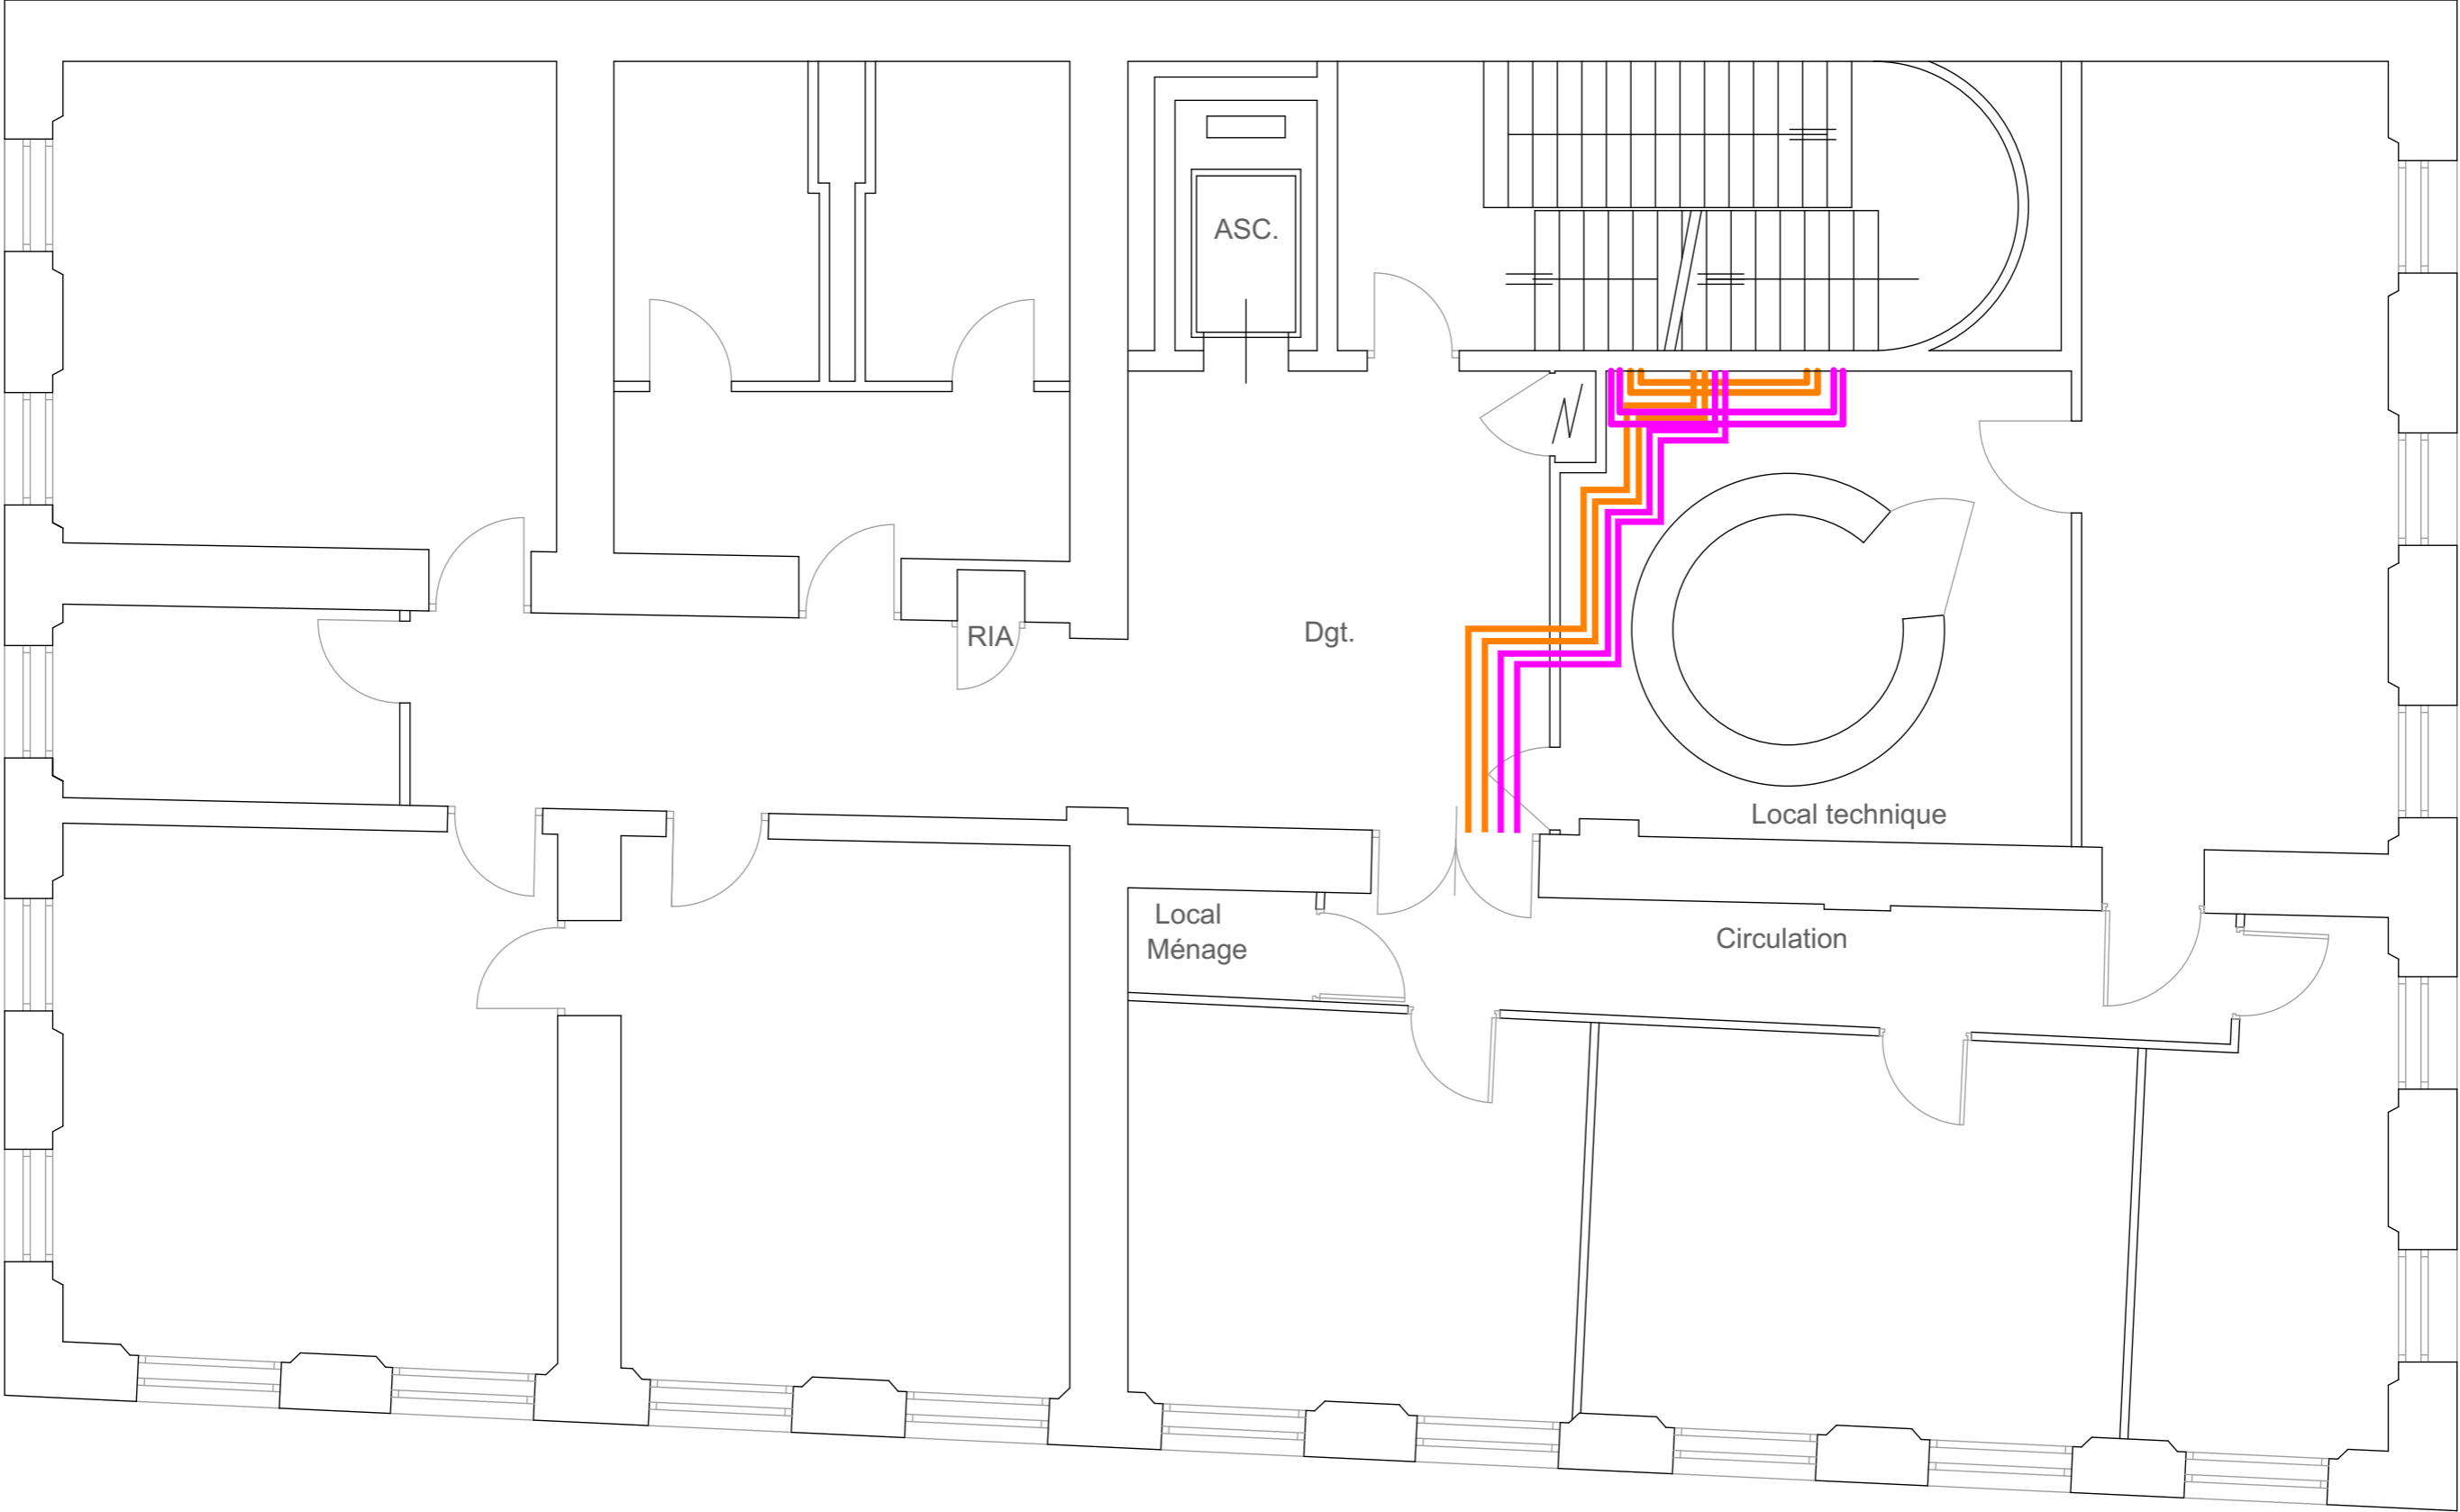 ASC.
RIA
Dgt.
Local technique
Local
Ménage
Circulation